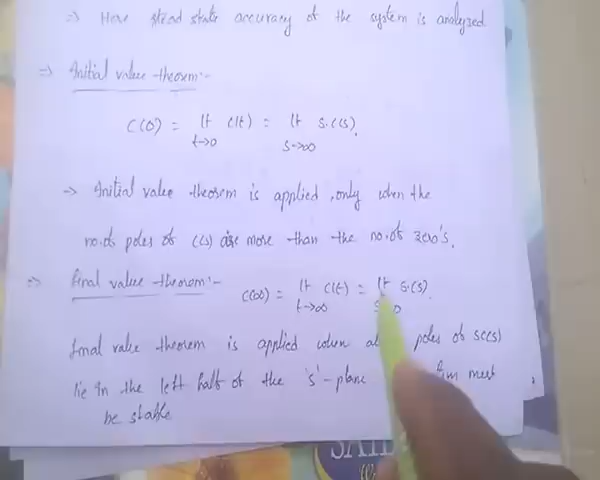 ⇒ Here stead state accuracy of the system is analyzed
⇒ Initial value theorem:-
C(0) = lt c(t) = lt s.c(s).
t→0 s→∞
→ Initial value theorem is applied, only when the
no.of poles of C(s) are more than the no.of zero's.
⇒ final value theorem:-
C(∞) = lt c(t) = lt s.(s).
t→∞
final value theorem is applied when poles of sc(s)
lie in the left half of the 's'-plane must
be stable